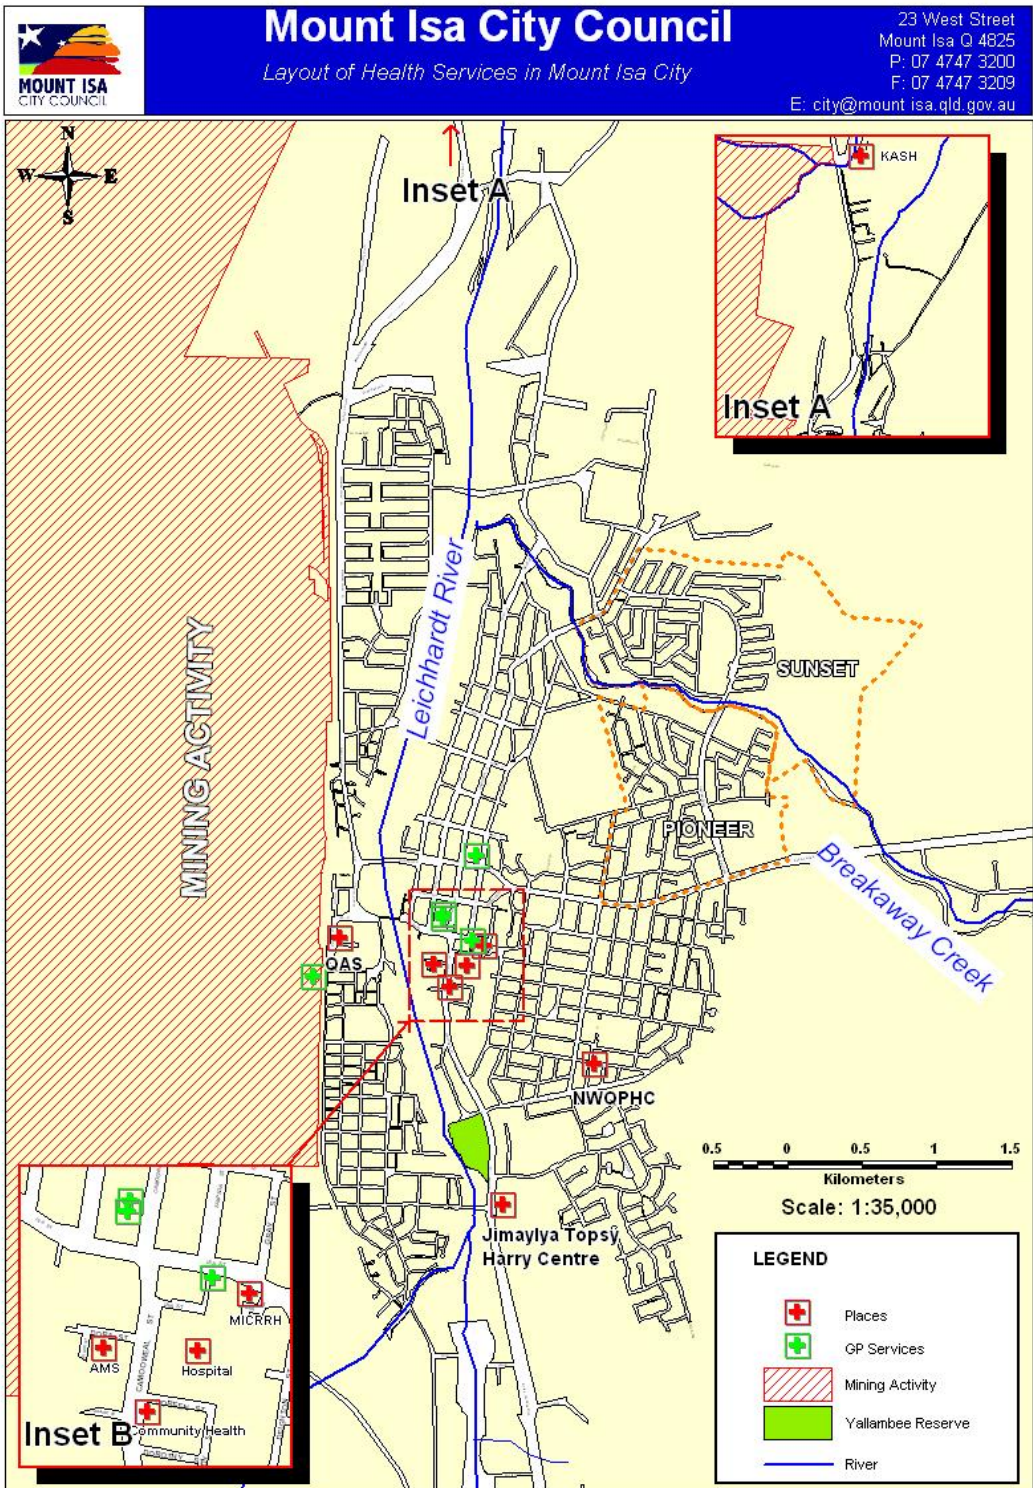 Mount Isa City Council
Layout of Health Services in Mount Isa City
23 West Street
Mount Isa Q 4825
P: 07 4747 3200
F: 07 4747 3209
E: city@mount isa.qld.gov.au
MOUNT ISA
CITY COUNCIL
N
W E
S
Inset A
KASH
Inset A
Leichhardt River
MINING ACTIVITY
SUNSET
PIONEER
Breakaway Creek
QAS
NWQPHC
Jimaylya Topsy
Harry Centre
0.5 0 0.5 1 1.5
Kilometers
Scale: 1:35,000
MICRRH
AMS
Hospital
CAMOOWEAL ST
Community Health
Inset B
LEGEND
Places
GP Services
Mining Activity
Yallambee Reserve
River